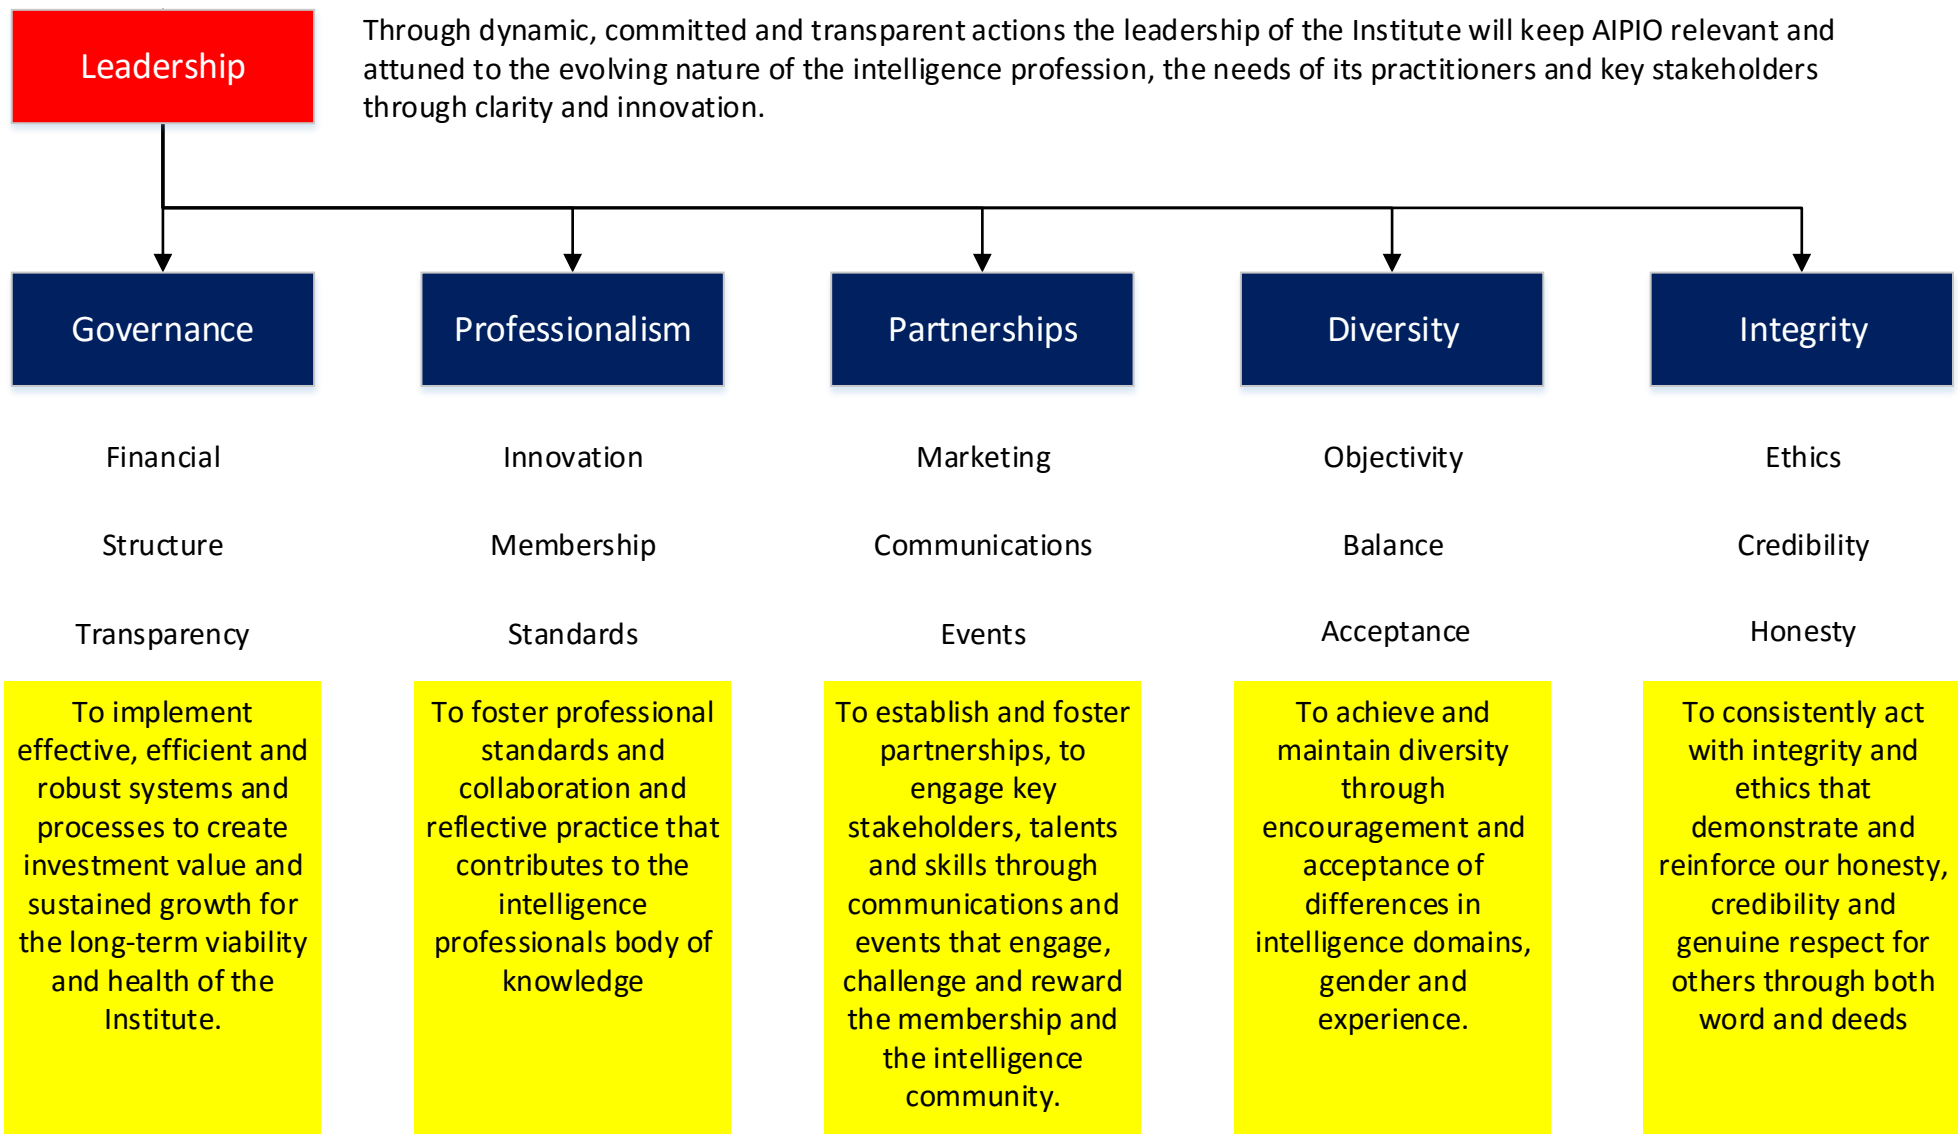 Leadership
Through dynamic, committed and transparent actions the leadership of the Institute will keep AIPIO relevant and
attuned to the evolving nature of the intelligence profession, the needs of its practitioners and key stakeholders
through clarity and innovation.
Governance
Professionalism
Partnerships
Diversity
Integrity
Financial
Innovation
Marketing
Objectivity
Ethics
Structure
Membership
Communications
Balance
Credibility
Transparency
Standards
Events
Acceptance
Honesty
To implement
effective, efficient and
robust systems and
processes to create
investment value and
sustained growth for
the long-term viability
and health of the
Institute.
To foster professional
standards and
collaboration and
reflective practice that
contributes to the
intelligence
professionals body of
knowledge
To establish and foster
partnerships, to
engage key
stakeholders, talents
and skills through
communications and
events that engage,
challenge and reward
the membership and
the intelligence
community.
To achieve and
maintain diversity
through
encouragement and
acceptance of
differences in
intelligence domains,
gender and
experience.
To consistently act
with integrity and
ethics that
demonstrate and
reinforce our honesty,
credibility and
genuine respect for
others through both
word and deeds